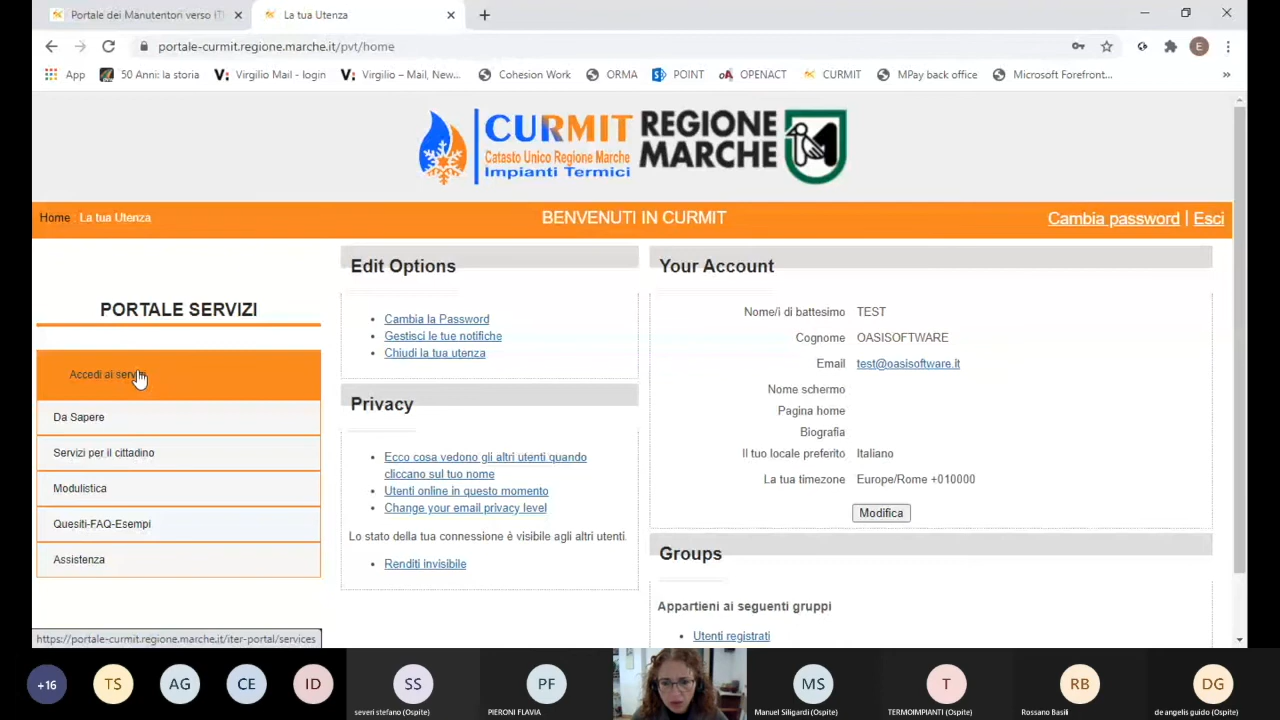 Portale dei Manutentori verso iT
La tua Utenza
portale-curmit.regione.marche.it/pvt/home
E
App
50 Anni: la storia
Virgilio Mail - login
Virgilio – Mail, New...
Cohesion Work
ORMA
POINT
OPENACT
CURMIT
MPay back office
Microsoft Forefront...
»
CURMIT
Catasto Unico Regione Marche
Impianti Termici
REGIONE
MARCHE
Home : La tua Utenza
BENVENUTI IN CURMIT
Cambia password | Esci
PORTALE SERVIZI
Accedi ai servizi
Da Sapere
Servizi per il cittadino
Modulistica
Quesiti-FAQ-Esempi
Assistenza
Edit Options
• Cambia la Password
• Gestisci le tue notifiche
• Chiudi la tua utenza
Privacy
• Ecco cosa vedono gli altri utenti quando
cliccano sul tuo nome
• Utenti online in questo momento
• Change your email privacy level
Lo stato della tua connessione è visibile agli altri utenti.
• Renditi invisibile
Your Account
Nome/i di battesimo TEST
Cognome OASISOFTWARE
Email test@oasisoftware.it
Nome schermo
Pagina home
Biografia
Il tuo locale preferito Italiano
La tua timezone Europe/Rome +010000
Modifica
Groups
Appartieni ai seguenti gruppi
• Utenti registrati
https://portale-curmit.regione.marche.it/iter-portal/services
+16
TS
AG
CE
ID
SS
severi stefano (Ospite)
PF
PIERONI FLAVIA
MS
Manuel Siligardi (Ospite)
T
TERMOIMPIANTI (Ospite)
RB
Rossano Basili
DG
de angelis guido (Ospite)